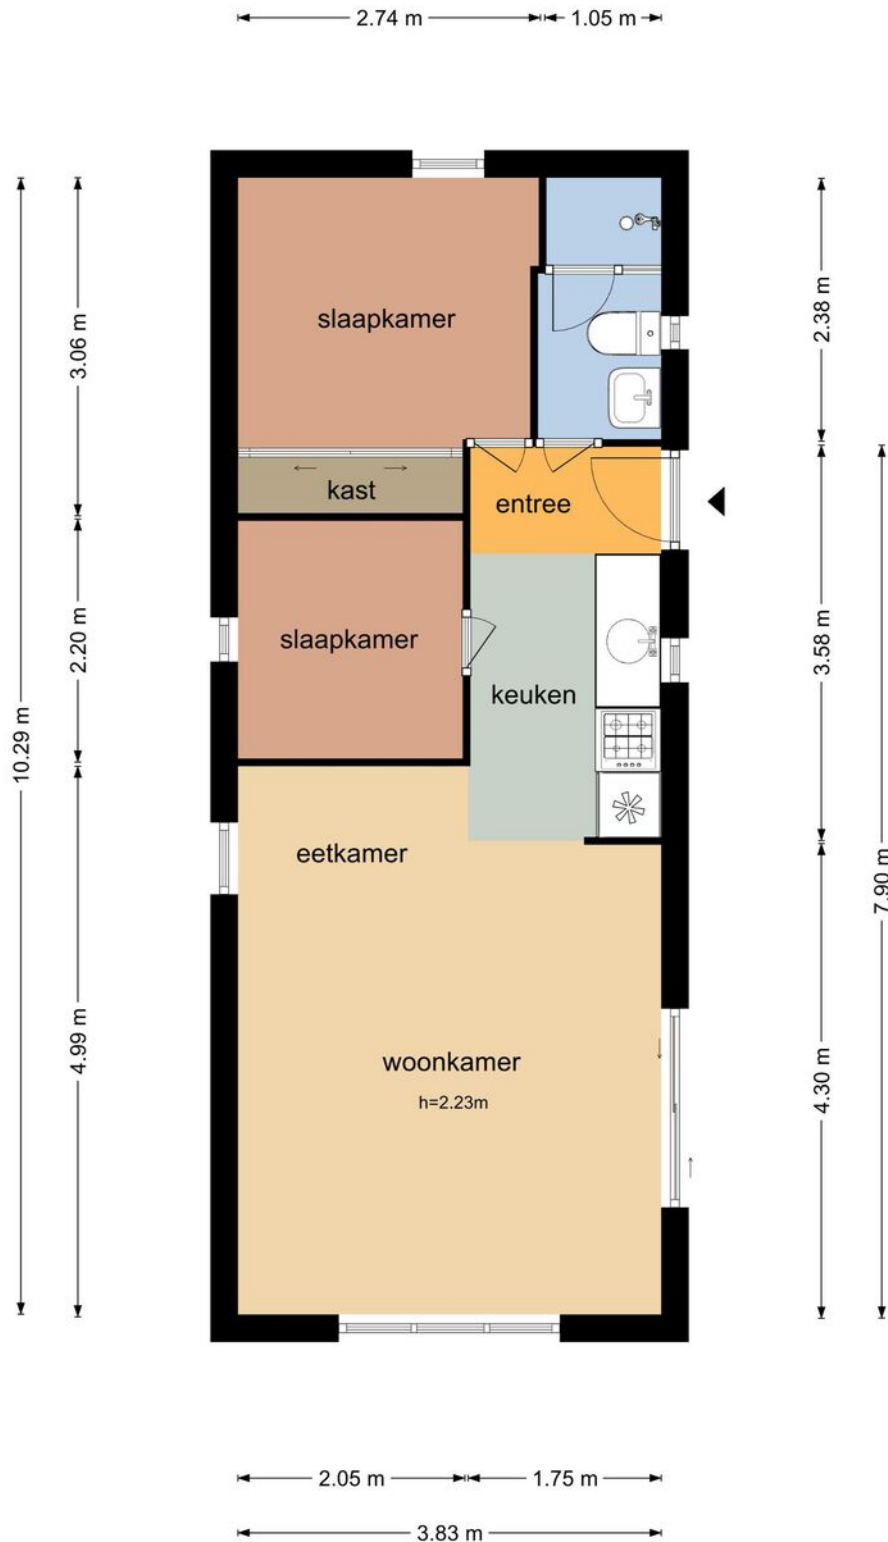 2.74 m
1.05 m
slaapkamer
2.38 m
3.06 m
kast
entree
slaapkamer
2.20 m
3.58 m
keuken
10.29 m
eetkamer
7.90 m
4.99 m
woonkamer
h=2.23m
4.30 m
2.05 m
1.75 m
3.83 m